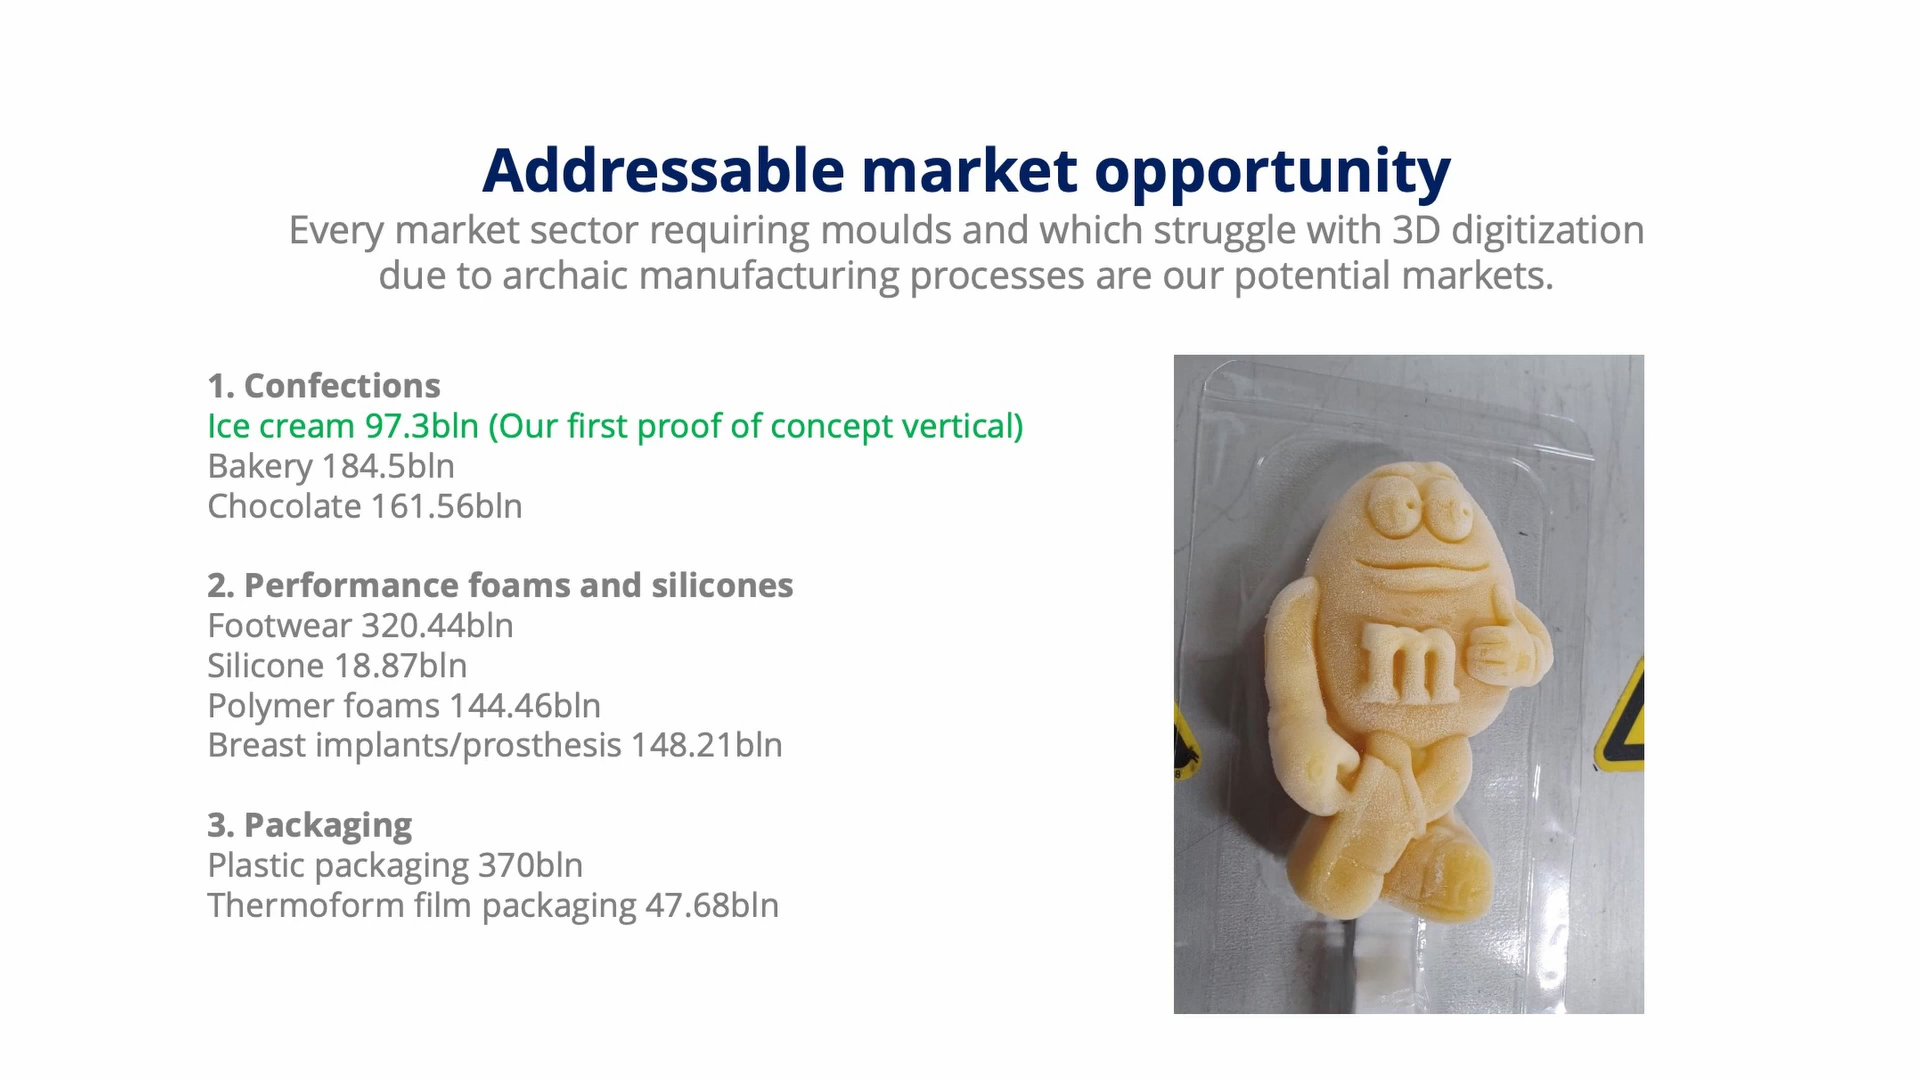 Addressable market opportunity
Every market sector requiring moulds and which struggle with 3D digitization
due to archaic manufacturing processes are our potential markets.
1. Confections
Ice cream 97.3bln (Our first proof of concept vertical)
Bakery 184.5bln
Chocolate 161.56bln
2. Performance foams and silicones
Footwear 320.44bln
Silicone 18.87bln
Polymer foams 144.46bln
Breast implants/prosthesis 148.21bln
3. Packaging
Plastic packaging 370bln
Thermoform film packaging 47.68bln
m